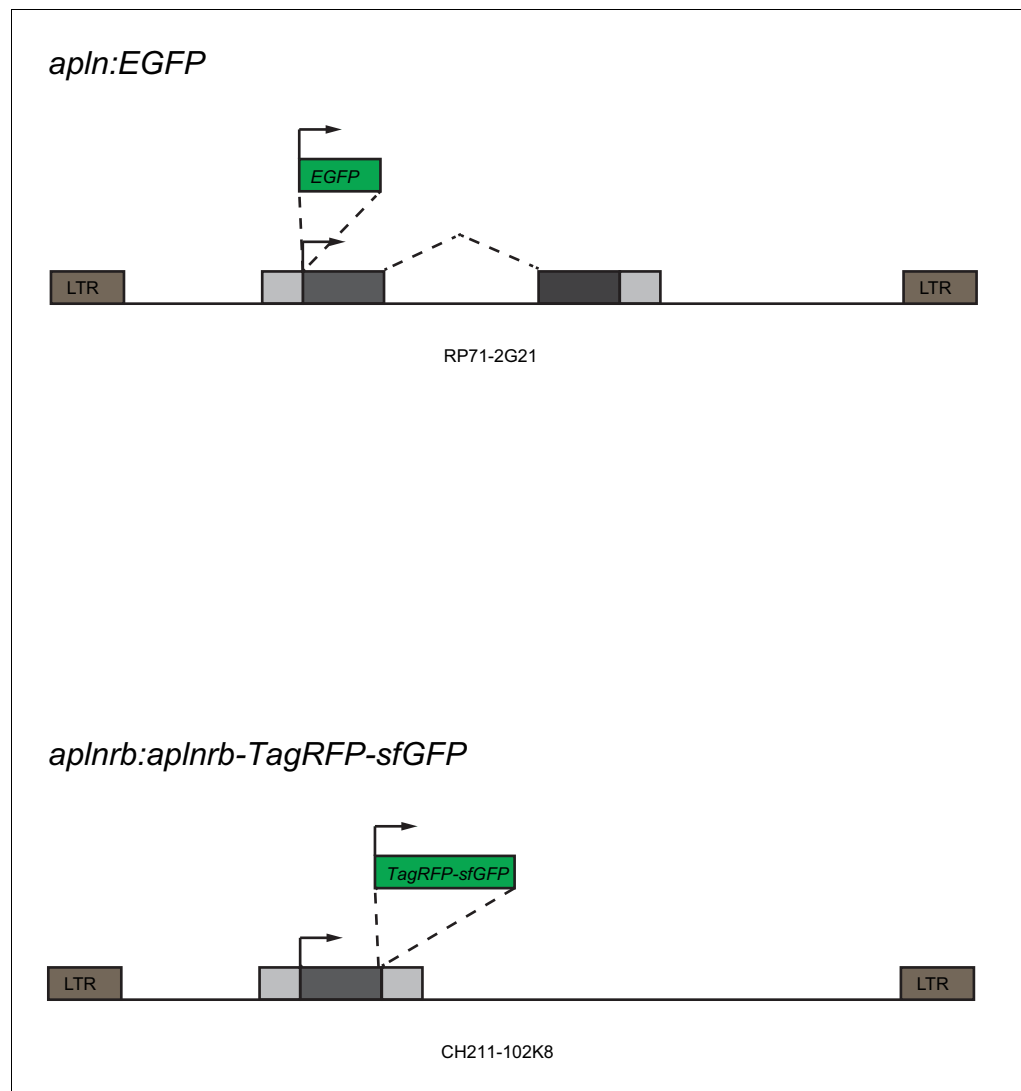 apln:EGFP
EGFP
LTR
LTR
RP71-2G21
aplnrb:aplnrb-TagRFP-sfGFP
TagRFP-sfGFP
LTR
LTR
CH211-102K8